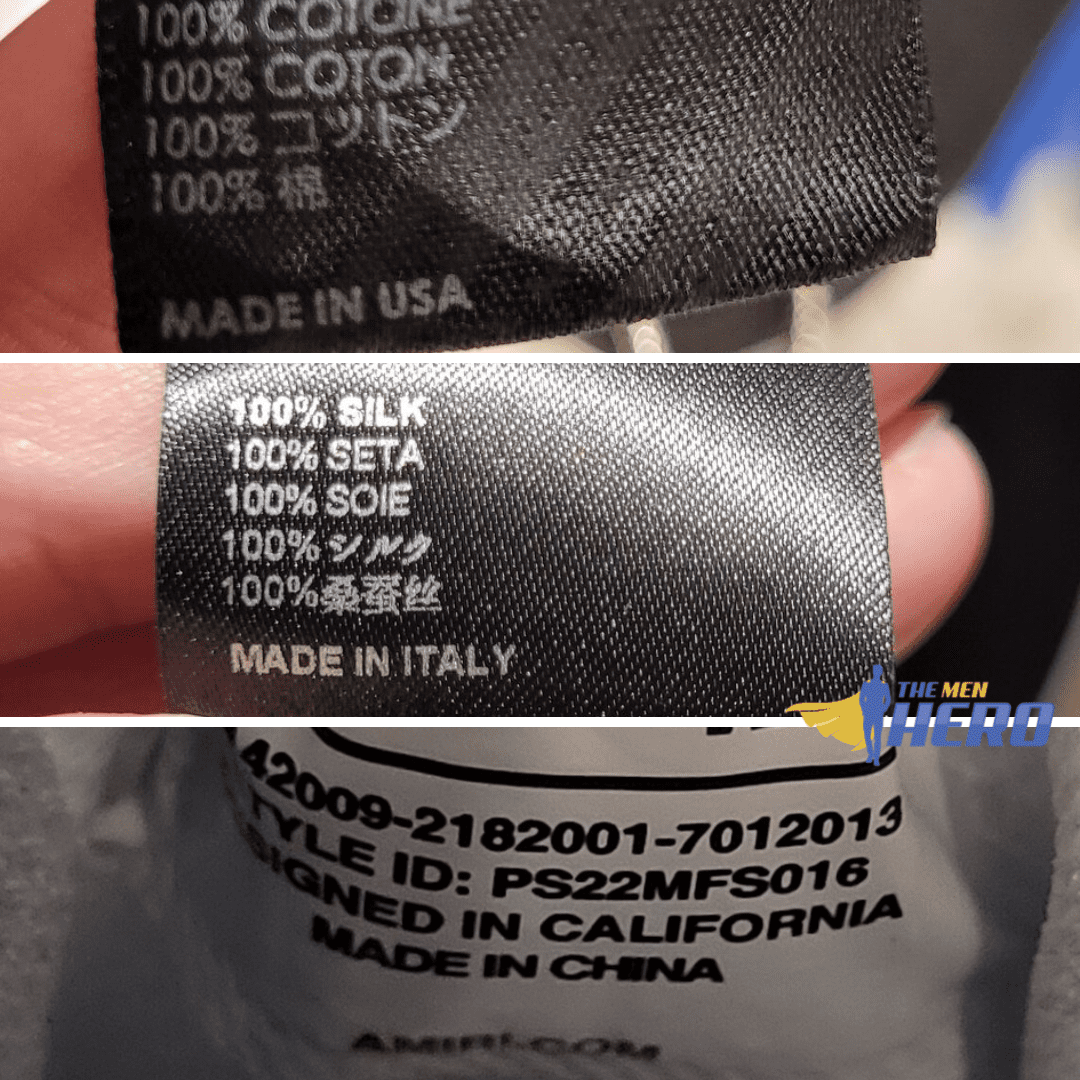 100% COTONE
100% COTON
100% コットン
100% 棉
MADE IN USA
100% SILK
100% SETA
100% SOIE
100% シルク
100%桑蚕丝
MADE IN ITALY
THE MEN
HERO
42009-2182001-7012013
TYLE ID: PS22MFS016
SIGNED IN CALIFORNIA
MADE IN CHINA
AMIRI.COM